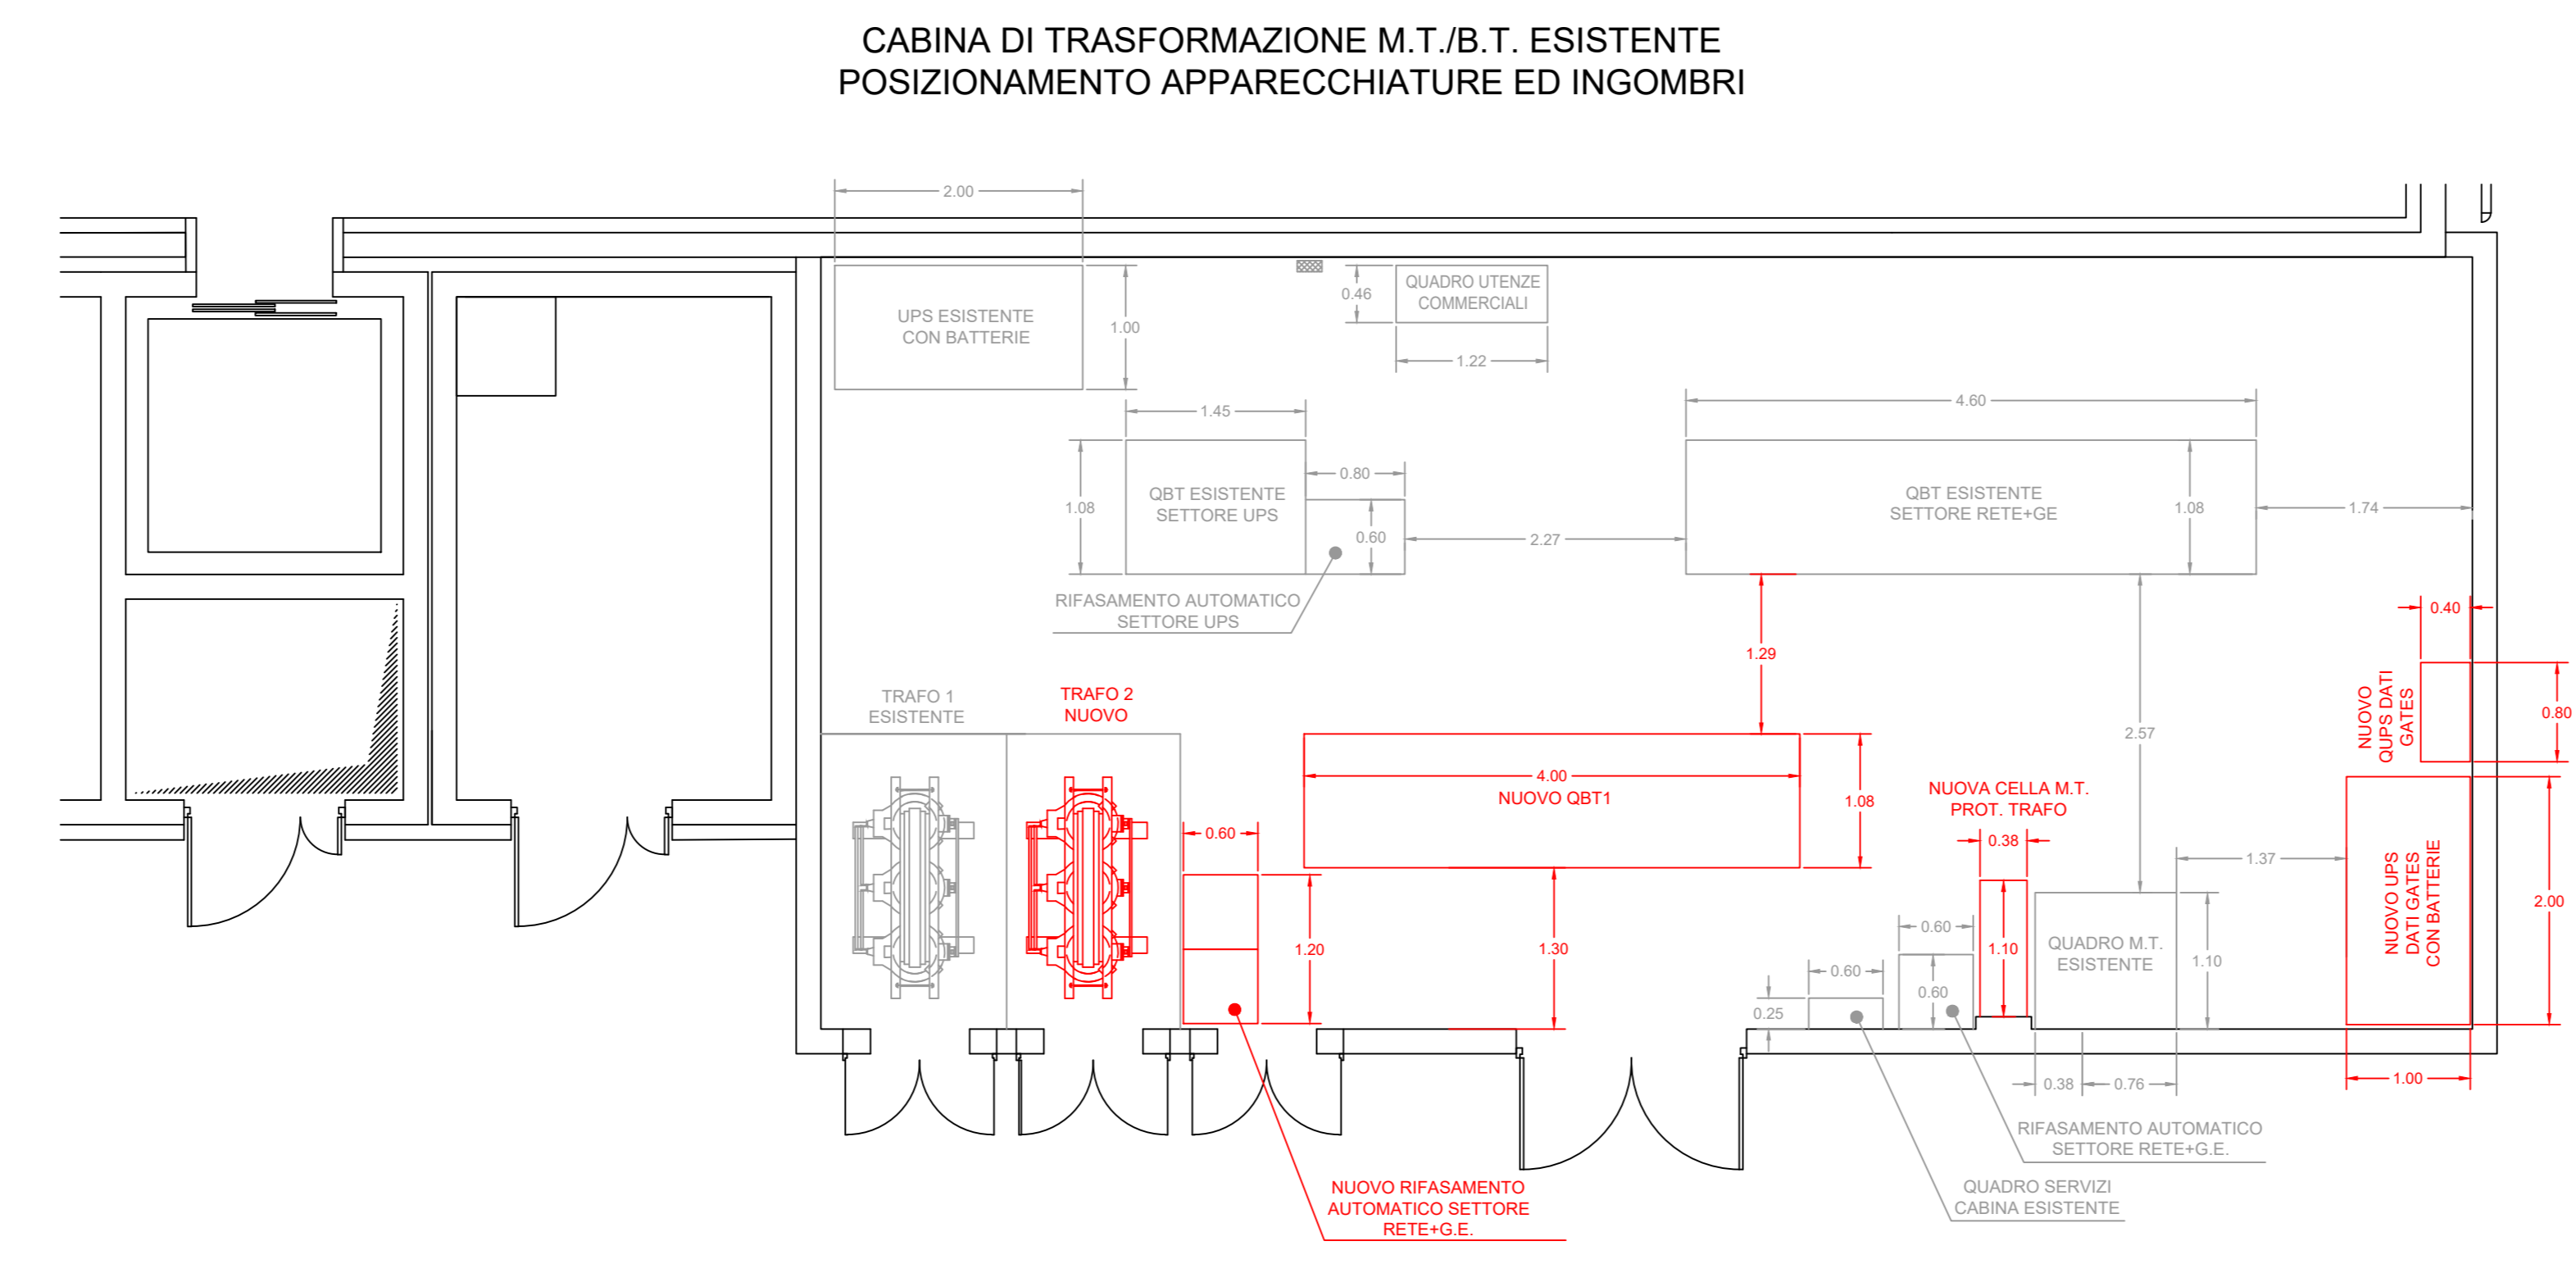 CABINA DI TRASFORMAZIONE M.T./B.T. ESISTENTE
POSIZIONAMENTO APPARECCHIATURE ED INGOMBRI
2.00
UPS ESISTENTE
CON BATTERIE
1.00
0.46
QUADRO UTENZE
COMMERCIALI
1.22
1.45
1.08
QBT ESISTENTE
SETTORE UPS
0.80
0.60
2.27
RIFASAMENTO AUTOMATICO
SETTORE UPS
4.60
QBT ESISTENTE
SETTORE RETE+GE
1.08
1.74
1.29
2.57
0.40
NUOVO
QUPS DATI
GATES
0.80
TRAFO 1
ESISTENTE
TRAFO 2
NUOVO
4.00
NUOVO QBT1
1.08
0.60
1.20
1.30
NUOVA CELLA M.T.
PROT. TRAFO
0.38
1.10
1.37
QUADRO M.T.
ESISTENTE
1.10
NUOVO UPS
DATI GATES
CON BATTERIE
2.00
0.60
0.60
0.60
0.25
0.38
0.76
1.00
RIFASAMENTO AUTOMATICO
SETTORE RETE+G.E.
QUADRO SERVIZI
CABINA ESISTENTE
NUOVO RIFASAMENTO
AUTOMATICO SETTORE
RETE+G.E.